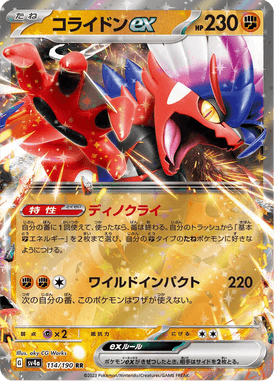 たね コライドンex HP 230
特性 ディノクライ
自分の番に1回使えて、使ったなら、自分の番は終わる。自分のトラッシュから「基本
エネルギー」を2枚まで選び、自分のタイプのたねポケモンに好きな
ようにつける。
ワイルドインパクト 220
次の自分の番、このポケモンはワザが使えない。
弱点 ×2 抵抗力 にげる
Illus. oky CG Works
exルール
ポケモンexがきぜつしたとき、相手はサイドを2枚とる。
G sv4a 114/190 RR
©2023 Pokémon/Nintendo/Creatures/GAME FREAK.